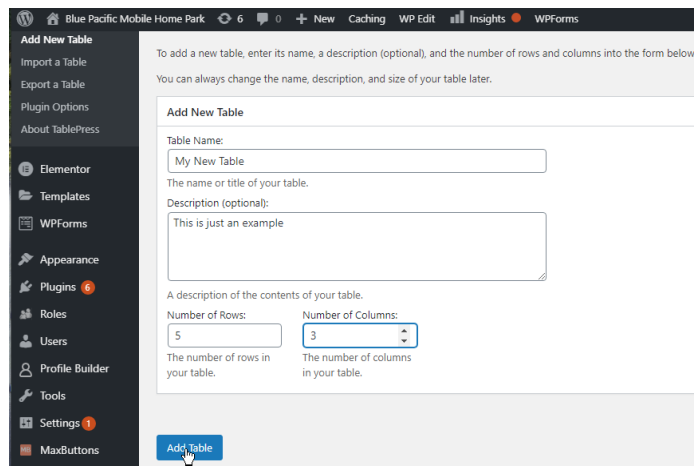 Blue Pacific Mobile Home Park 6 0 + New Caching WP Edit Insights WPForms
Add New Table
Import a Table
Export a Table
Plugin Options
About TablePress
Elementor
Templates
WPForms
Appearance
Plugins 6
Roles
Users
Profile Builder
Tools
Settings 1
MaxButtons
To add a new table, enter its name, a description (optional), and the number of rows and columns into the form below
You can always change the name, description, and size of your table later.
Add New Table
Table Name:
My New Table
The name or title of your table.
Description (optional):
This is just an example
A description of the contents of your table.
Number of Rows: Number of Columns:
5 3
The number of rows in The number of columns
your table. in your table.
Add Table